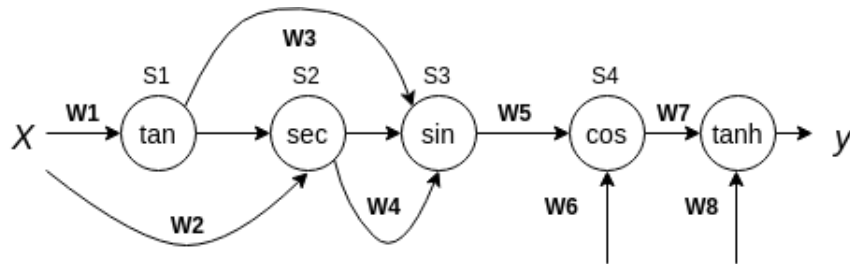 W3
S1 S2 S3 S4
W1 W5 W7
X tan sec sin cos tanh y
W2 W4 W6 W8